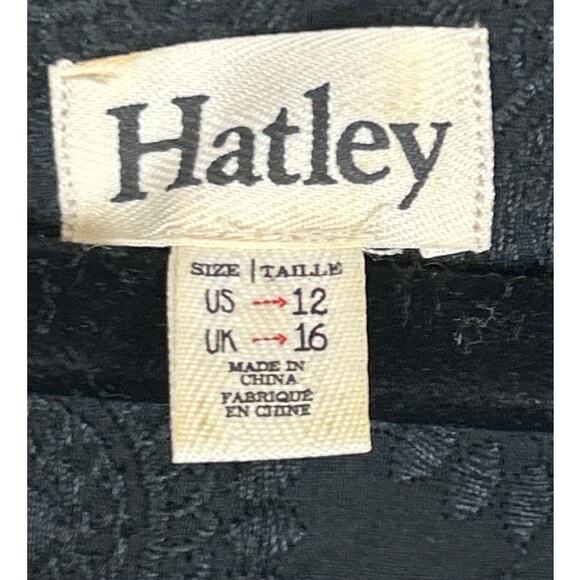 Hatley
SIZE | TAILLE
US → 12
UK → 16
MADE IN
CHINA
FABRIQUÉ
EN CHINE